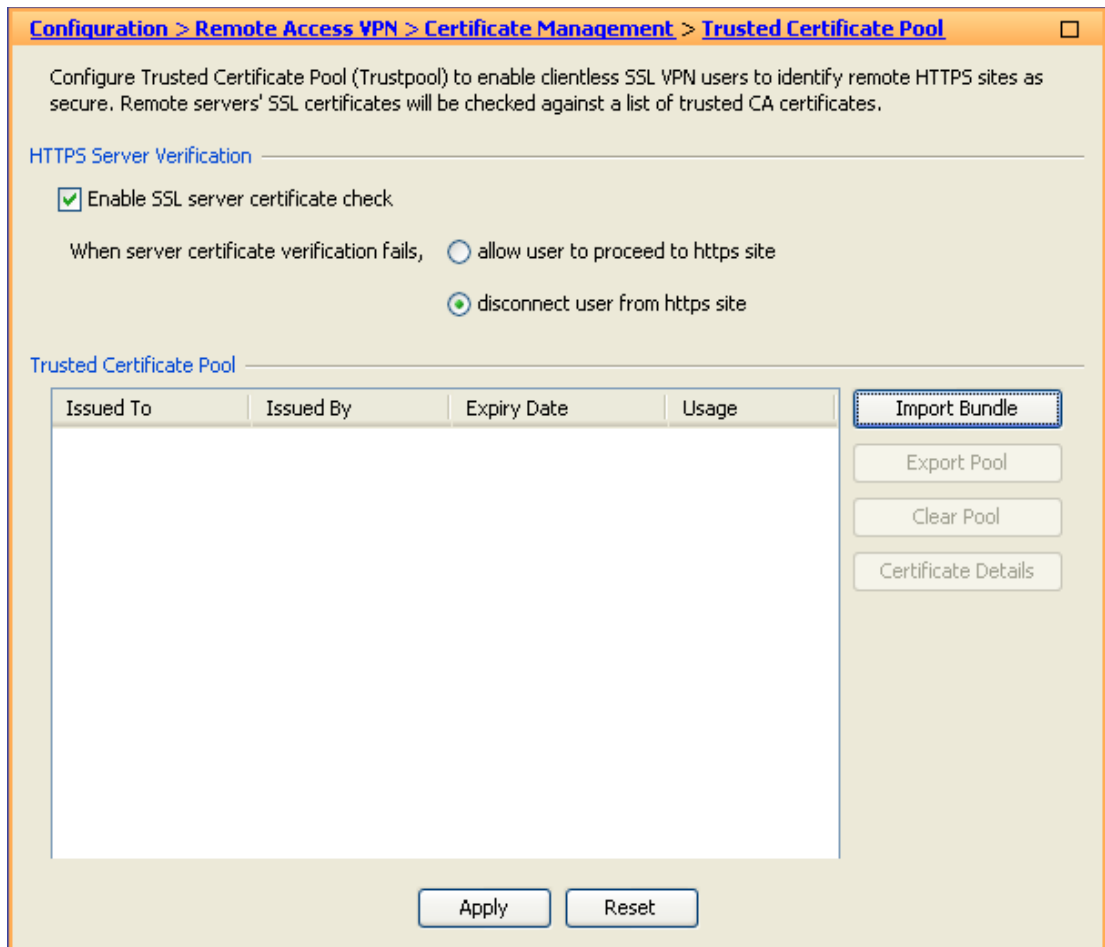 Configuration > Remote Access VPN > Certificate Management > Trusted Certificate Pool
Configure Trusted Certificate Pool (Trustpool) to enable clientless SSL VPN users to identify remote HTTPS sites as
secure. Remote servers' SSL certificates will be checked against a list of trusted CA certificates.
HTTPS Server Verification
Enable SSL server certificate check
When server certificate verification fails, allow user to proceed to https site
disconnect user from https site
Trusted Certificate Pool
Issued To Issued By Expiry Date Usage Import Bundle
Export Pool
Clear Pool
Certificate Details
Apply Reset